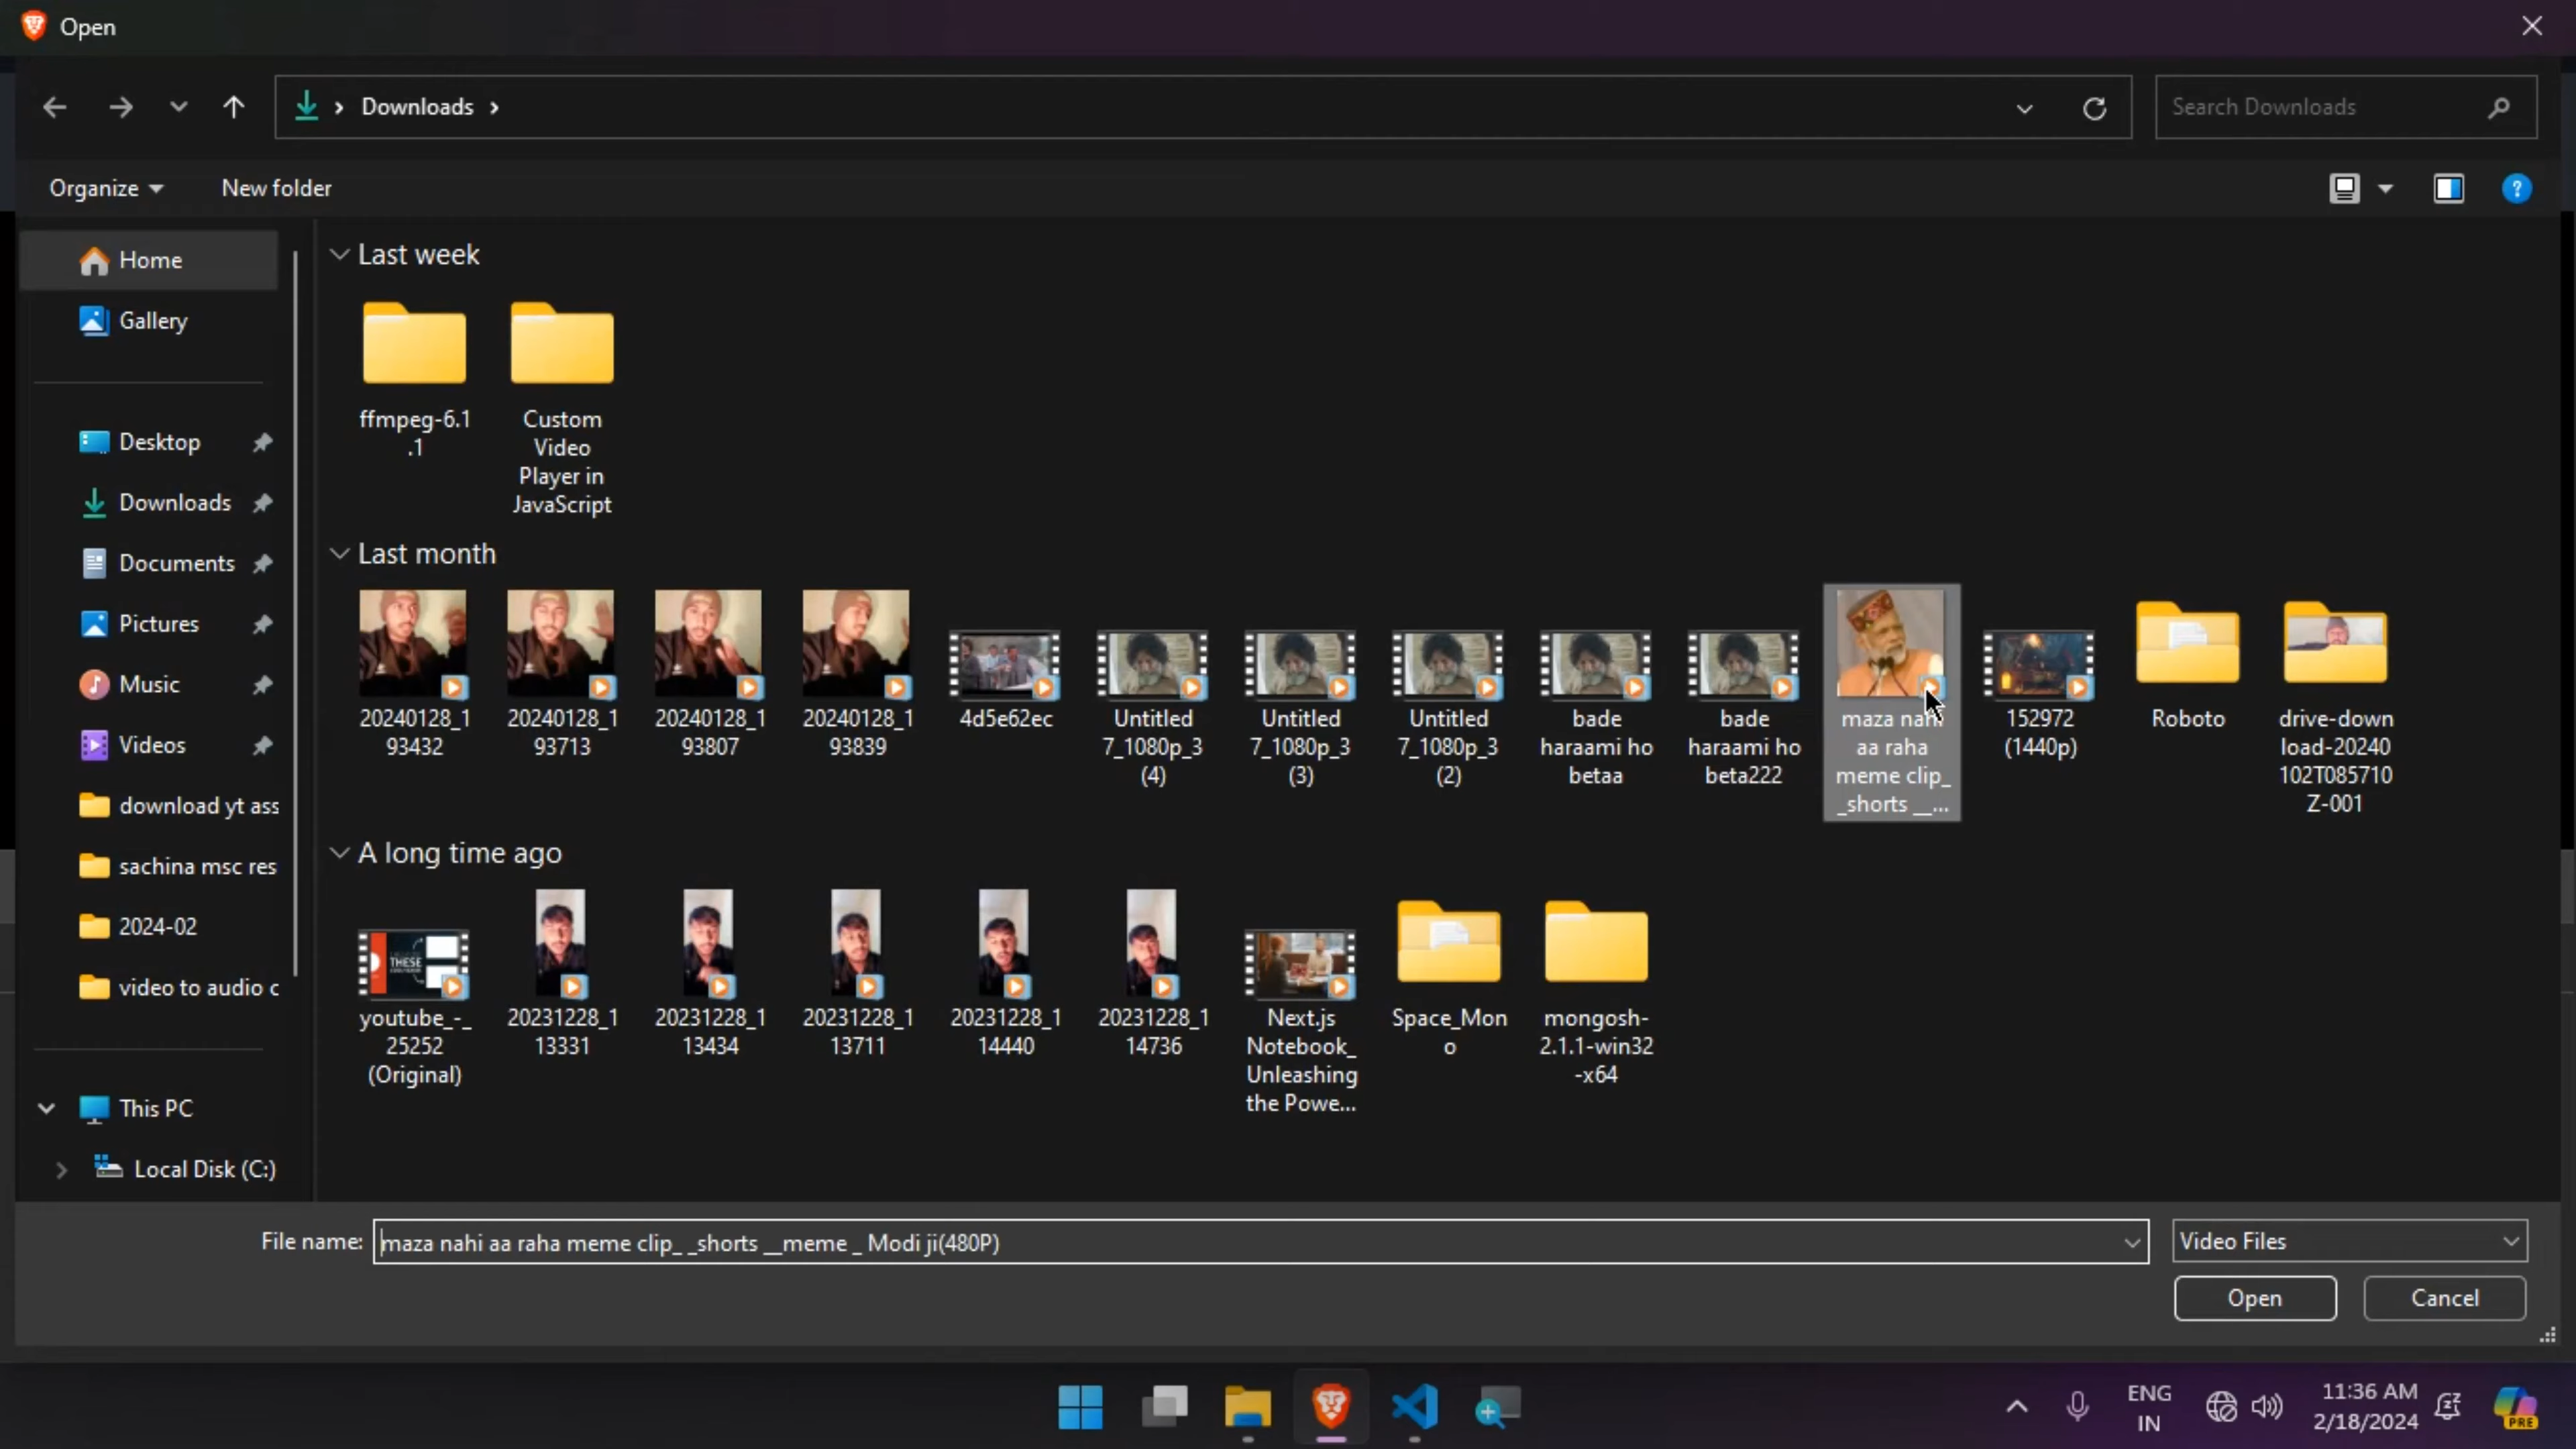 Open
Downloads
Search Downloads
Organize
New folder
Home
Gallery
Desktop
Downloads
Documents
Pictures
Music
Videos
download yt ass
sachina msc res
2024-02
video to audio c
This PC
Local Disk (C:)
Last week
ffmpeg-6.1
.1
Custom
Video
Player in
JavaScript
Last month
20240128_1
93432
20240128_1
93713
20240128_1
93807
20240128_1
93839
4d5e62ec
Untitled
7_1080p_3
(4)
Untitled
7_1080p_3
(3)
Untitled
7_1080p_3
(2)
bade
haraami ho
betaa
bade
haraami ho
beta222
maza nahi
aa raha
meme clip_
_shorts __...
152972
(1440p)
Roboto
drive-down
load-20240
102T085710
Z-001
A long time ago
THESE
youtube_-_
25252
(Original)
20231228_1
13331
20231228_1
13434
20231228_1
13711
20231228_1
14440
20231228_1
14736
Next.js
Notebook_
Unleashing
the Powe...
Space_Mon
o
mongosh-
2.1.1-win32
-x64
File name:
maza nahi aa raha meme clip_ _shorts __meme _ Modi ji(480P)
Video Files
Open
Cancel
ENG
IN
11:36 AM
2/18/2024
PRE